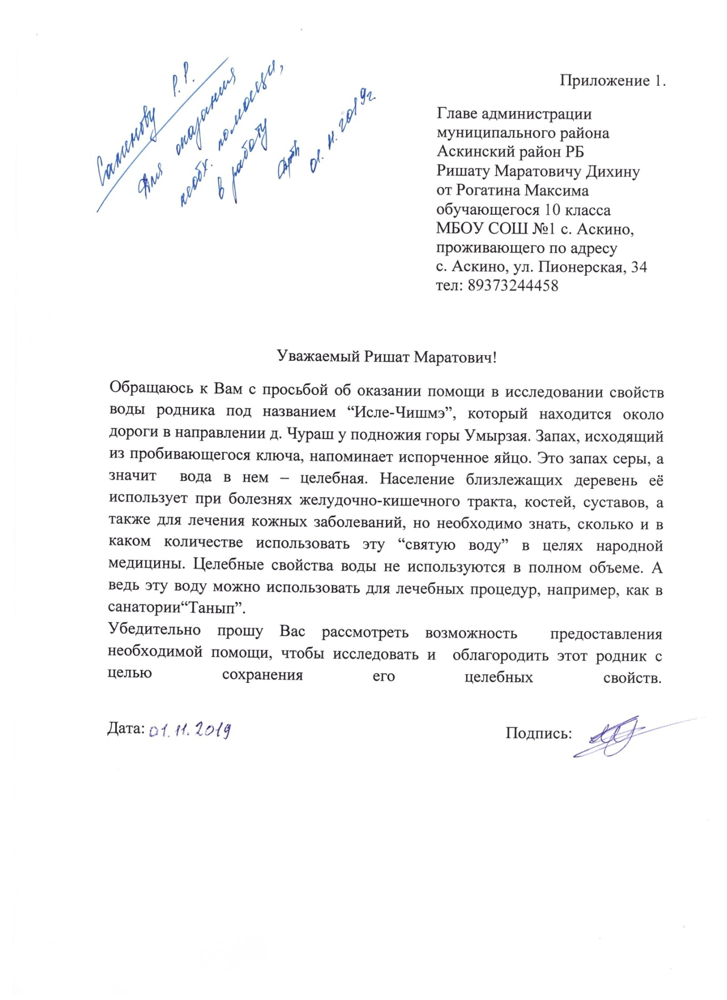 Саменову Р.Р.
Для оказания
необх. помощи,
в работу
01.11.2019г.
Приложение 1.
Главе администрации
муниципального района
Аскинский район РБ
Ришату Маратовичу Дихину
от Рогатина Максима
обучающегося 10 класса
МБОУ СОШ №1 с. Аскино,
проживающего по адресу
с. Аскино, ул. Пионерская, 34
тел: 89373244458
Уважаемый Ришат Маратович!
Обращаюсь к Вам с просьбой об оказании помощи в исследовании свойств
воды родника под названием “Исле-Чишмэ”, который находится около
дороги в направлении д. Чураш у подножия горы Умырзая. Запах, исходящий
из пробивающегося ключа, напоминает испорченное яйцо. Это запах серы, а
значит вода в нем – целебная. Население близлежащих деревень её
использует при болезнях желудочно-кишечного тракта, костей, суставов, а
также для лечения кожных заболеваний, но необходимо знать, сколько и в
каком количестве использовать эту “святую воду” в целях народной
медицины. Целебные свойства воды не используются в полном объеме. А
ведь эту воду можно использовать для лечебных процедур, например, как в
санатории“Танып”.
Убедительно прошу Вас рассмотреть возможность предоставления
необходимой помощи, чтобы исследовать и облагородить этот родник с
целью сохранения его целебных свойств.
Дата: 01.11.2019
Подпись: